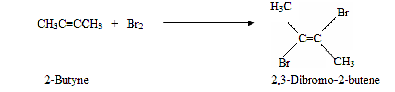 H₃C
Br
CH₃C=CCH₃ + Br₂
C=C
Br
CH₃
2-Butyne
2,3-Dibromo-2-butene